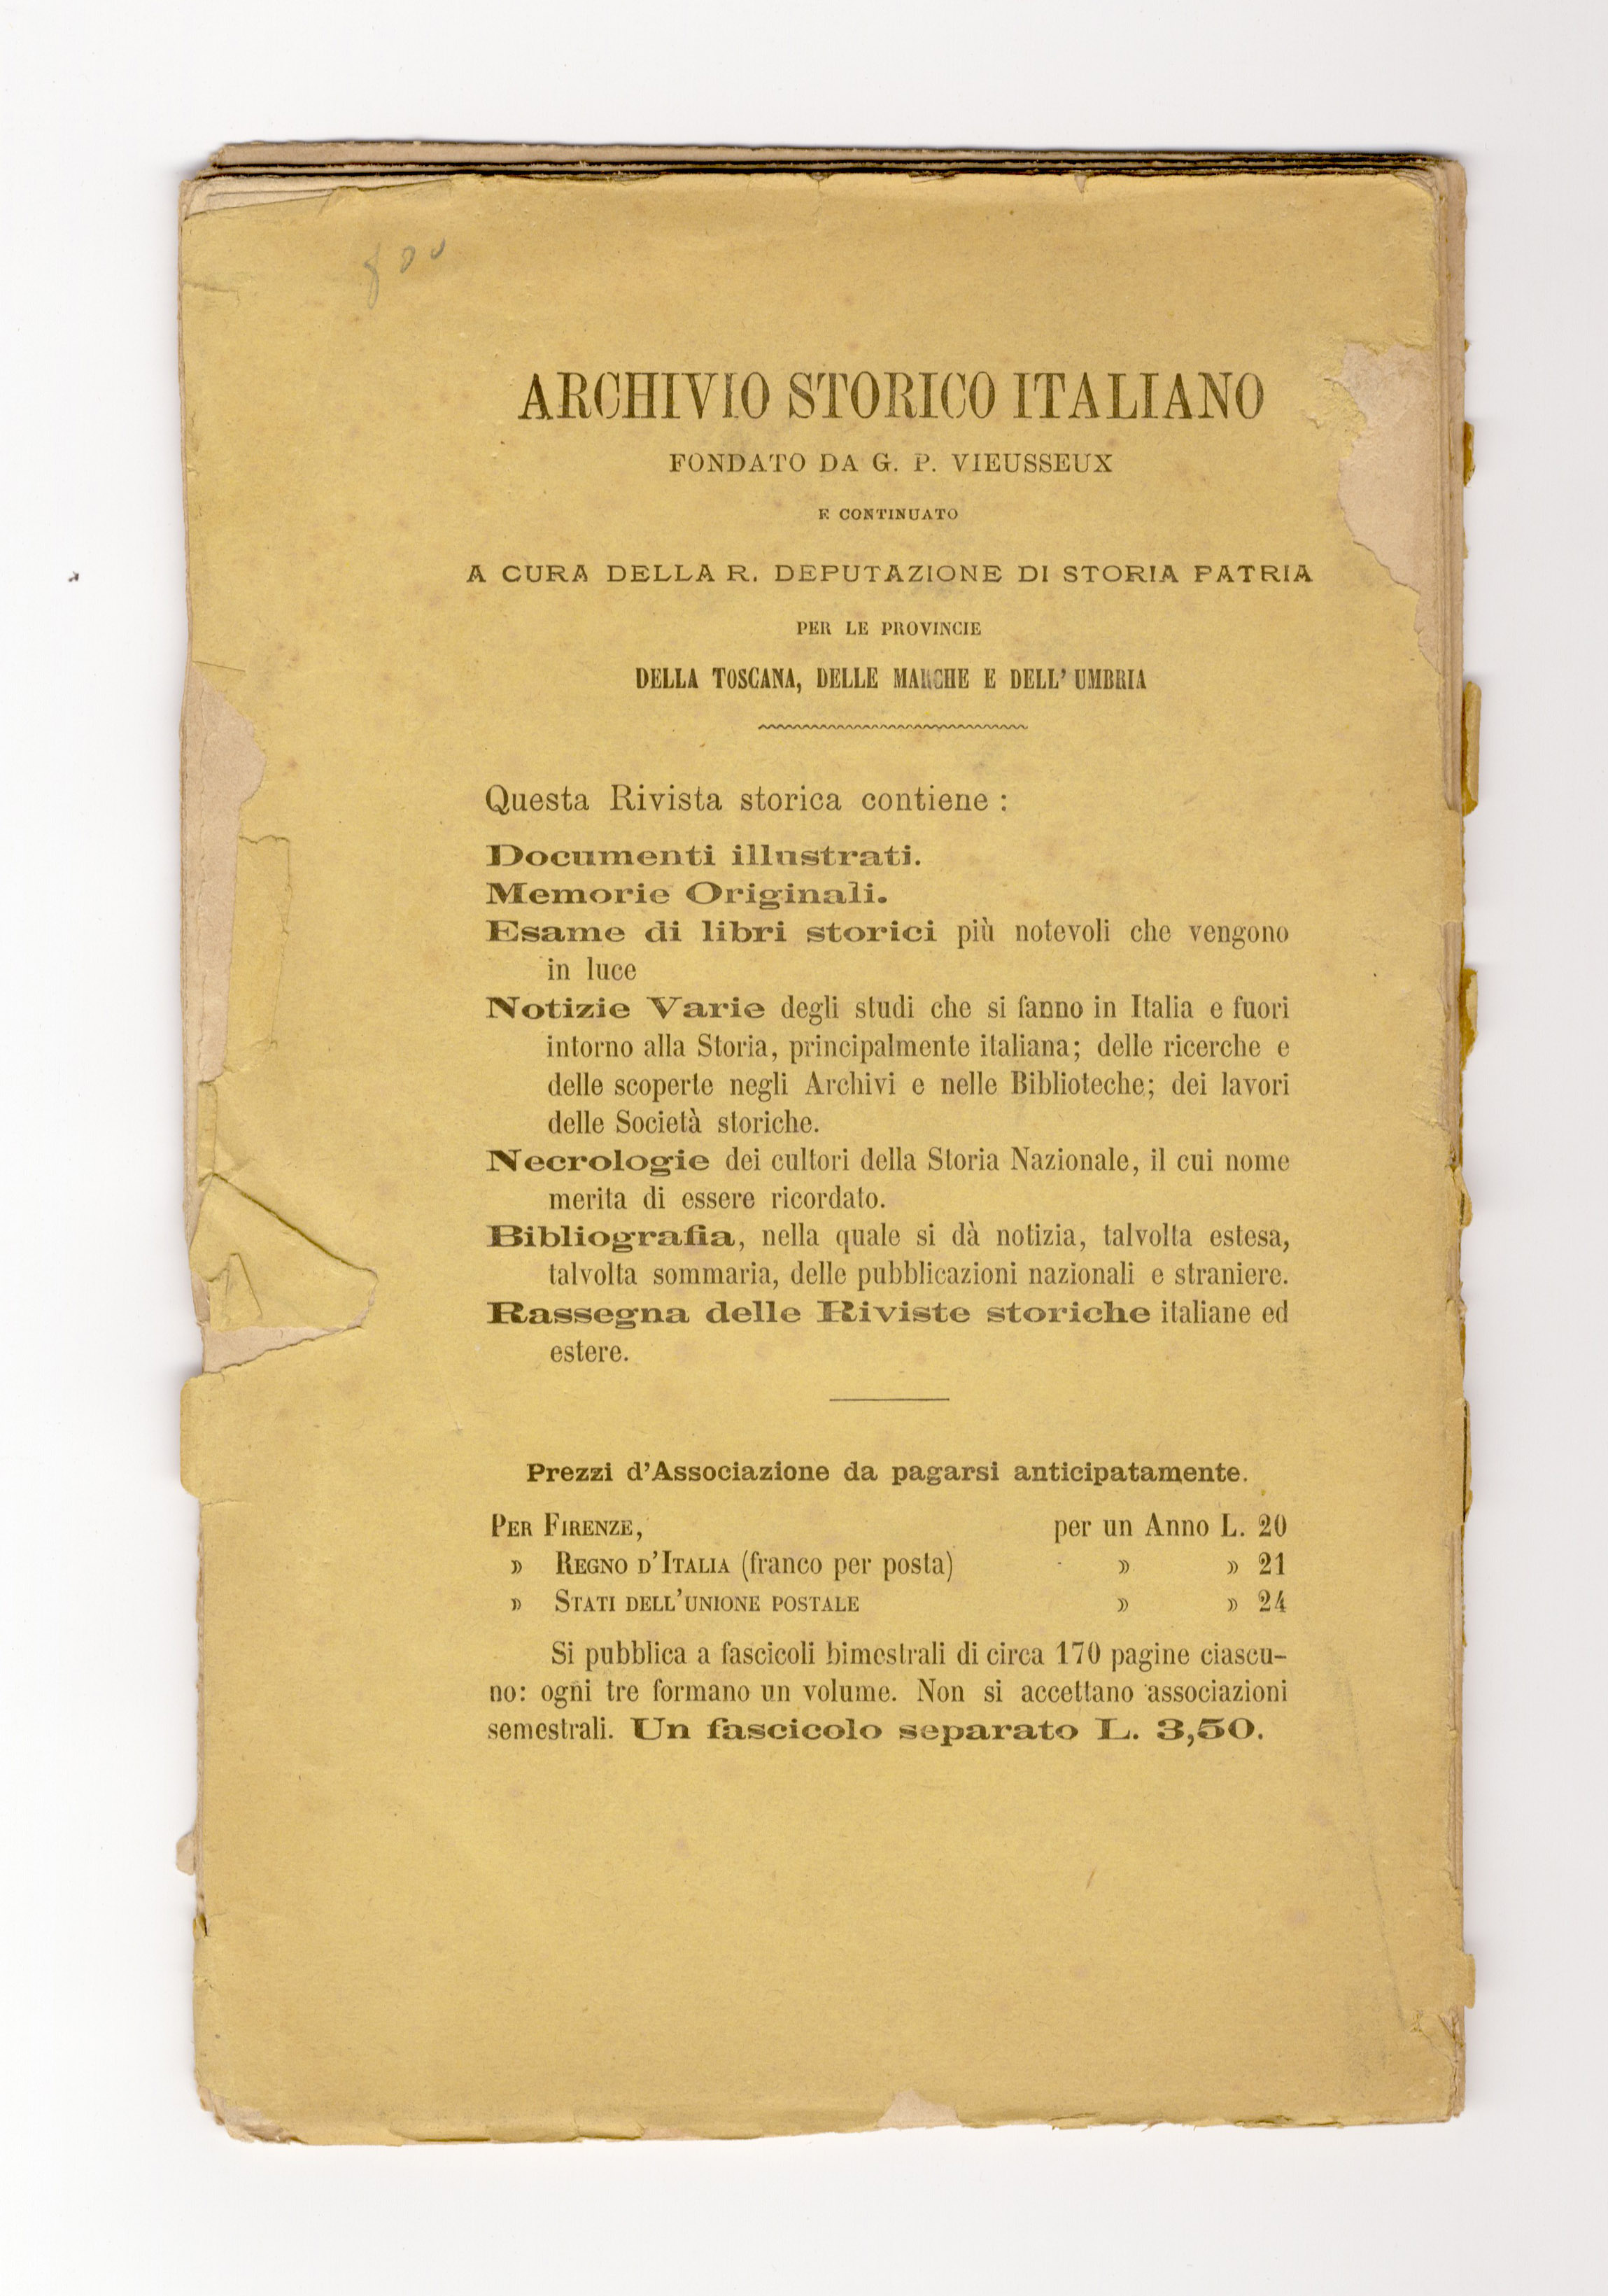 800
ARCHIVIO STORICO ITALIANO
FONDATO DA G. P. VIEUSSEUX
E CONTINUATO
A CURA DELLA R. DEPUTAZIONE DI STORIA PATRIA
PER LE PROVINCIE
DELLA TOSCANA, DELLE MARCHE E DELL' UMBRIA
Questa Rivista storica contiene :
Documenti illustrati.
Memorie Originali.
Esame di libri storici più notevoli che vengono
in luce
Notizie Varie degli studi che si fanno in Italia e fuori
intorno alla Storia, principalmente italiana; delle ricerche e
delle scoperte negli Archivi e nelle Biblioteche; dei lavori
delle Società storiche.
Necrologie dei cultori della Storia Nazionale, il cui nome
merita di essere ricordato.
Bibliografia, nella quale si dà notizia, talvolta estesa,
talvolta sommaria, delle pubblicazioni nazionali e straniere.
Rassegna delle Riviste storiche italiane ed
estere.
Prezzi d'Associazione da pagarsi anticipatamente.
PER FIRENZE, per un Anno L. 20
» REGNO D'ITALIA (franco per posta) » » 21
» STATI DELL'UNIONE POSTALE » » 24
Si pubblica a fascicoli bimestrali di circa 170 pagine ciascu-
no: ogni tre formano un volume. Non si accettano associazioni
semestrali. Un fascicolo separato L. 3,50.